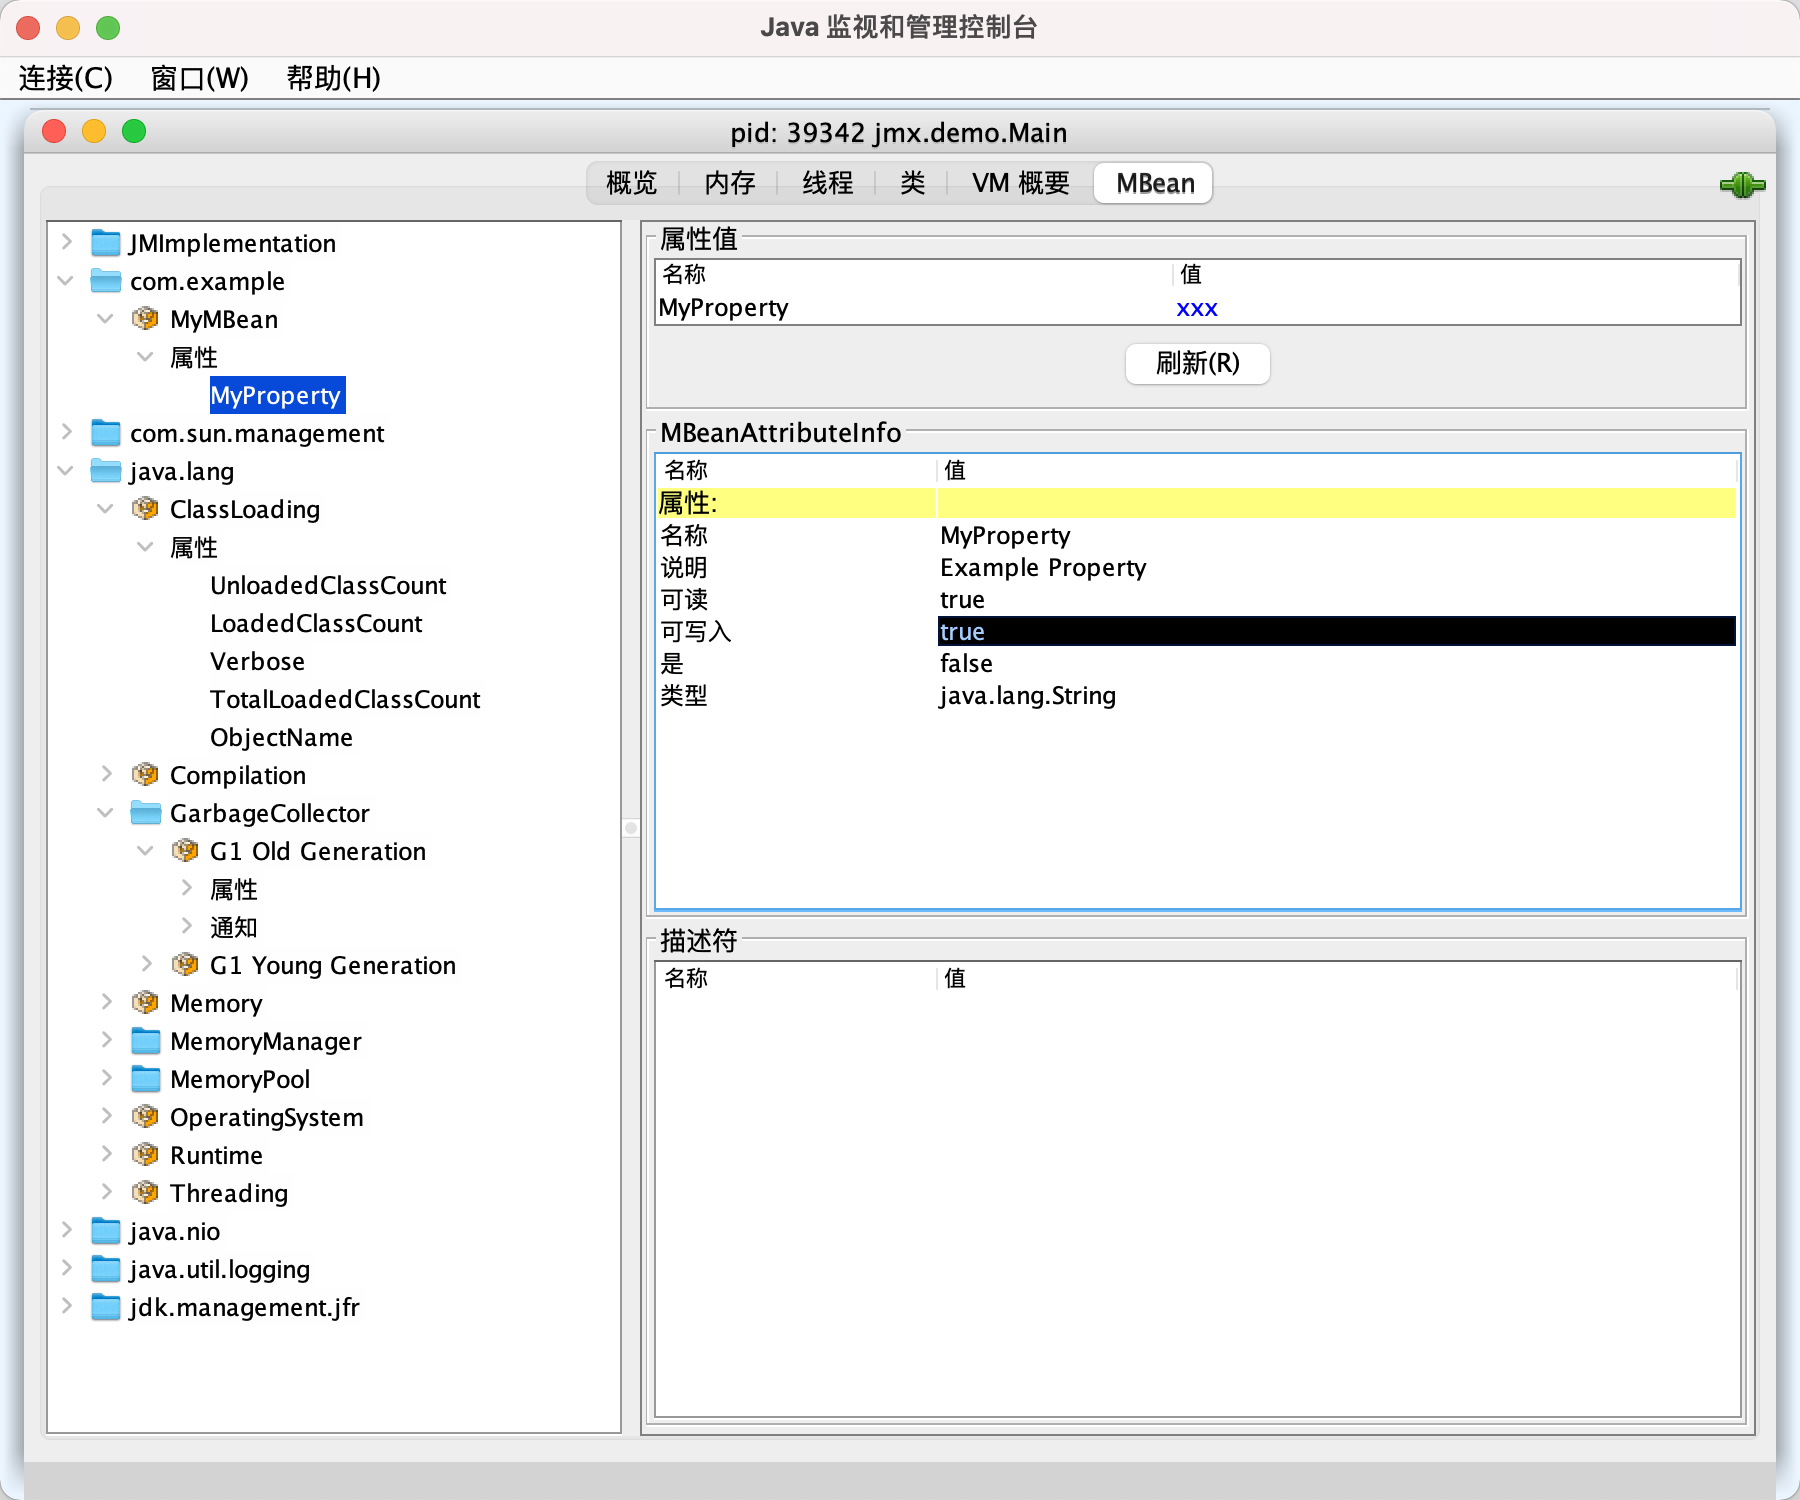 Java 监视和管理控制台
连接(C) 窗口(W) 帮助(H)
pid: 39342 jmx.demo.Main
概览 内存 线程 类 VM 概要 MBean
JMImplementation
com.example
MyMBean
属性
MyProperty
com.sun.management
java.lang
ClassLoading
属性
UnloadedClassCount
LoadedClassCount
Verbose
TotalLoadedClassCount
ObjectName
Compilation
GarbageCollector
G1 Old Generation
属性
通知
G1 Young Generation
Memory
MemoryManager
MemoryPool
OperatingSystem
Runtime
Threading
java.nio
java.util.logging
jdk.management.jfr
属性值
名称 值
MyProperty xxx
刷新(R)
MBeanAttributeInfo
名称 值
属性:
名称 MyProperty
说明 Example Property
可读 true
可写入 true
是 false
类型 java.lang.String
描述符
名称 值